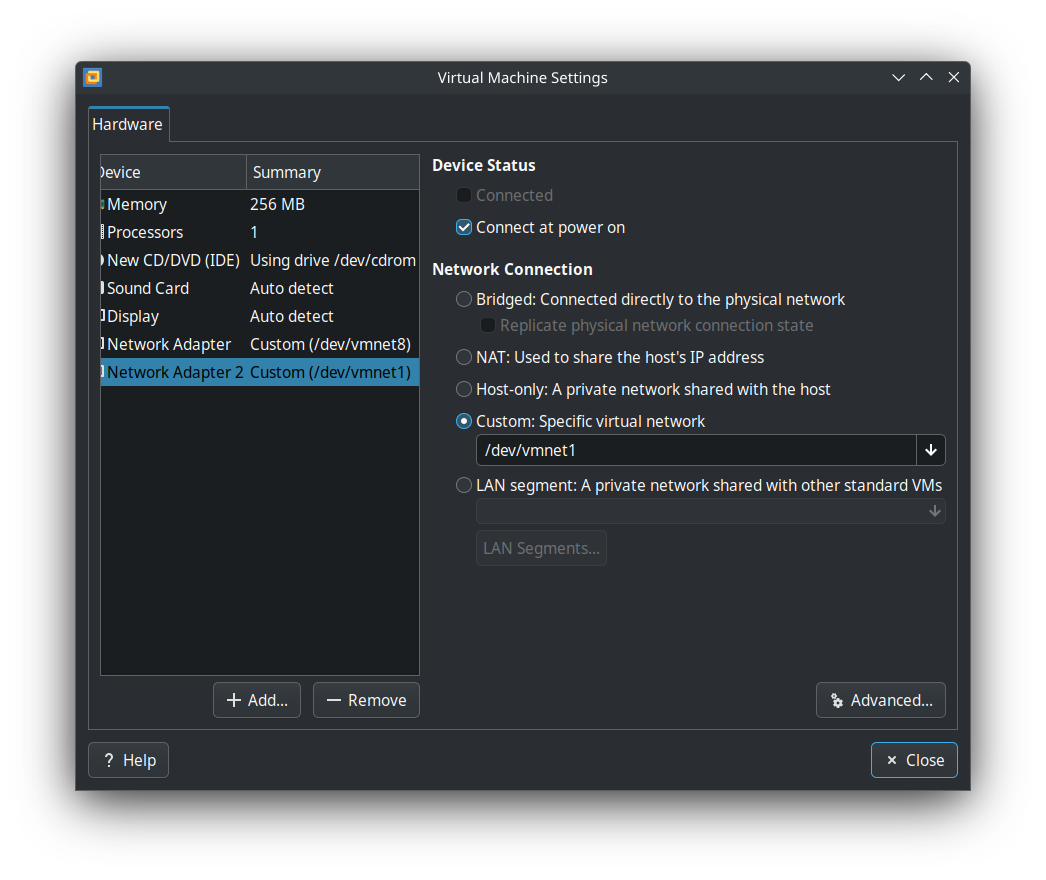 Virtual Machine Settings
Hardware
Device Summary
Memory 256 MB
Processors 1
New CD/DVD (IDE) Using drive /dev/cdrom
Sound Card Auto detect
Display Auto detect
Network Adapter Custom (/dev/vmnet8)
Network Adapter 2 Custom (/dev/vmnet1)
Add...
Remove
Device Status
Connected
Connect at power on
Network Connection
Bridged: Connected directly to the physical network
Replicate physical network connection state
NAT: Used to share the host's IP address
Host-only: A private network shared with the host
Custom: Specific virtual network
/dev/vmnet1
LAN segment: A private network shared with other standard VMs
LAN Segments...
Advanced...
? Help
Close